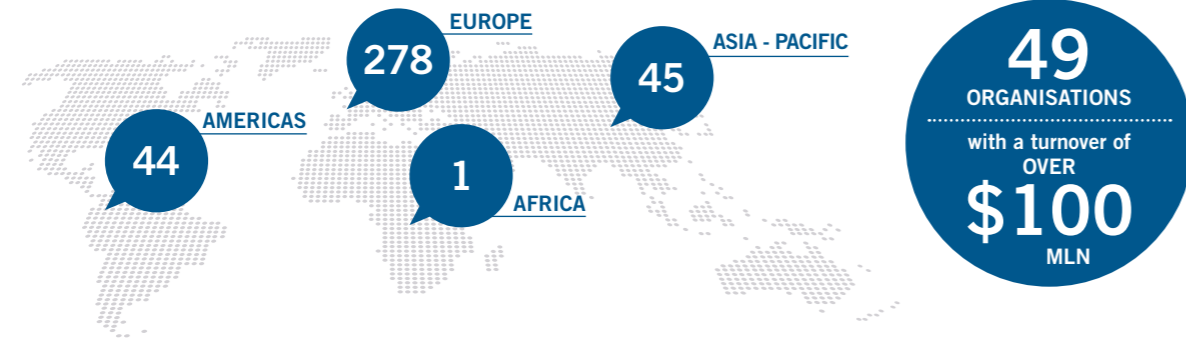 EUROPE
278
ASIA - PACIFIC
45
AMERICAS
44
1
AFRICA
49
ORGANISATIONS
with a turnover of
OVER
$100
MLN